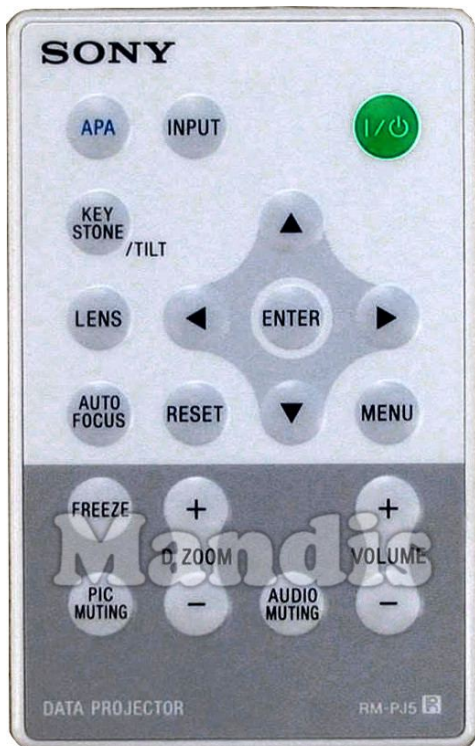 SONY
APA
INPUT
I/⏻
KEY
STONE
/TILT
LENS
ENTER
AUTO
FOCUS
RESET
MENU
FREEZE
+
+
D. ZOOM
VOLUME
Mandis
PIC
MUTING
−
AUDIO
MUTING
−
DATA PROJECTOR
RM-PJ5 R